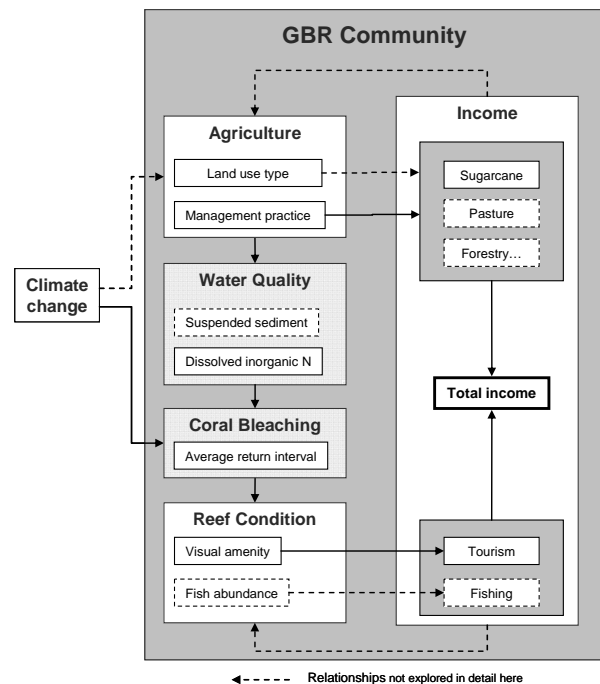 GBR Community
Agriculture
Land use type
Management practice
Income
Sugarcane
Pasture
Forestry…
Climate
change
Water Quality
Suspended sediment
Dissolved inorganic N
Total income
Coral Bleaching
Average return interval
Reef Condition
Visual amenity
Fish abundance
Tourism
Fishing
Relationships not explored in detail here